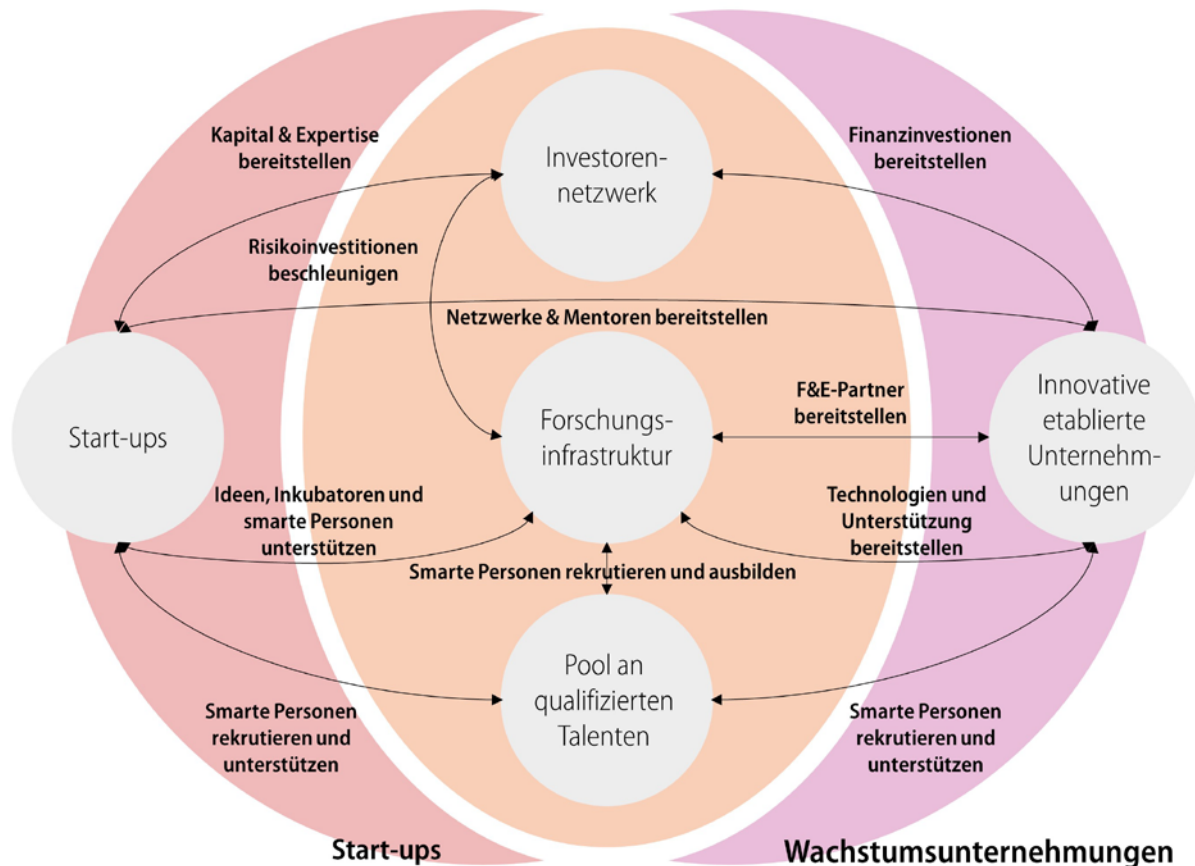 Kapital & Expertise
bereitstellen
Investoren-
netzwerk
Finanzinvestionen
bereitstellen
Risikoinvestitionen
beschleunigen
Netzwerke & Mentoren bereitstellen
Start-ups
Forschungs-
infrastruktur
F&E-Partner
bereitstellen
Innovative
etablierte
Unternehm-
ungen
Ideen, Inkubatoren und
smarte Personen
unterstützen
Technologien und
Unterstützung
bereitstellen
Smarte Personen rekrutieren und ausbilden
Pool an
qualifizierten
Talenten
Smarte Personen
rekrutieren und
unterstützen
Smarte Personen
rekrutieren und
unterstützen
Start-ups
Wachstumsunternehmungen